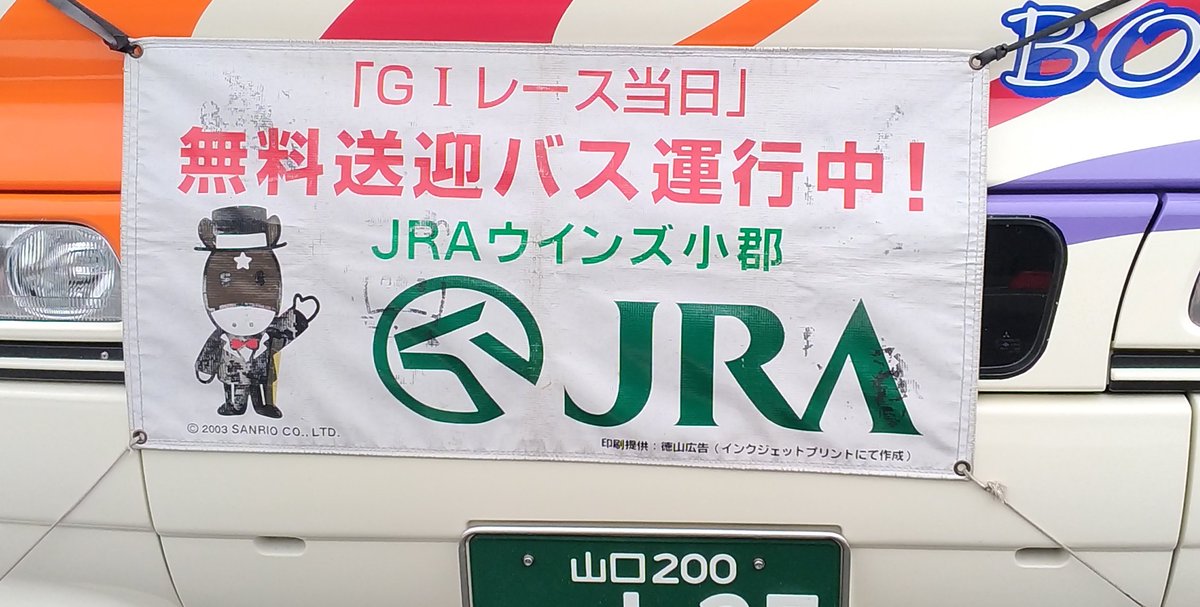 BO
「GIレース当日」
無料送迎バス運行中!
JRAウインズ小郡
JRA
© 2003 SANRIO CO., LTD.
印刷提供:徳山広告(インクジェットプリントにて作成)
山口200